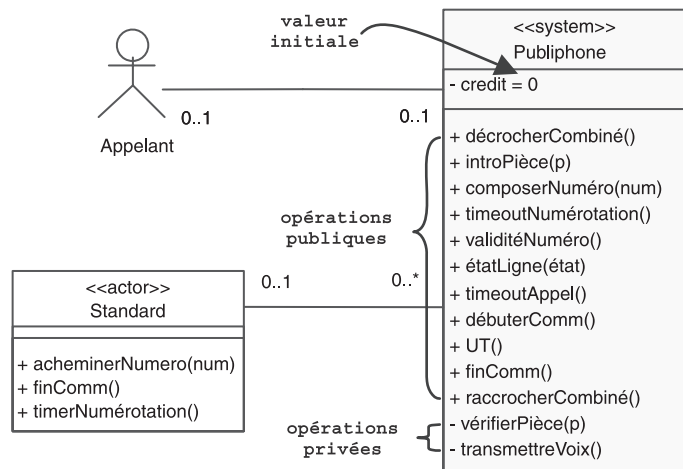 valeur
initiale
<<system>>
Publiphone
- credit = 0
0..1
0..1
Appelant
+ décrocherCombiné()
+ introPièce(p)
+ composerNuméro(num)
+ timeoutNumérotation()
+ validitéNuméro()
+ étatLigne(état)
+ timeoutAppel()
+ débuterComm()
+ UT()
+ finComm()
+ raccrocherCombiné()
- vérifierPièce(p)
- transmettreVoix()
opérations
publiques
opérations
privées
0..1
0..*
<<actor>>
Standard
+ acheminerNumero(num)
+ finComm()
+ timerNumérotation()